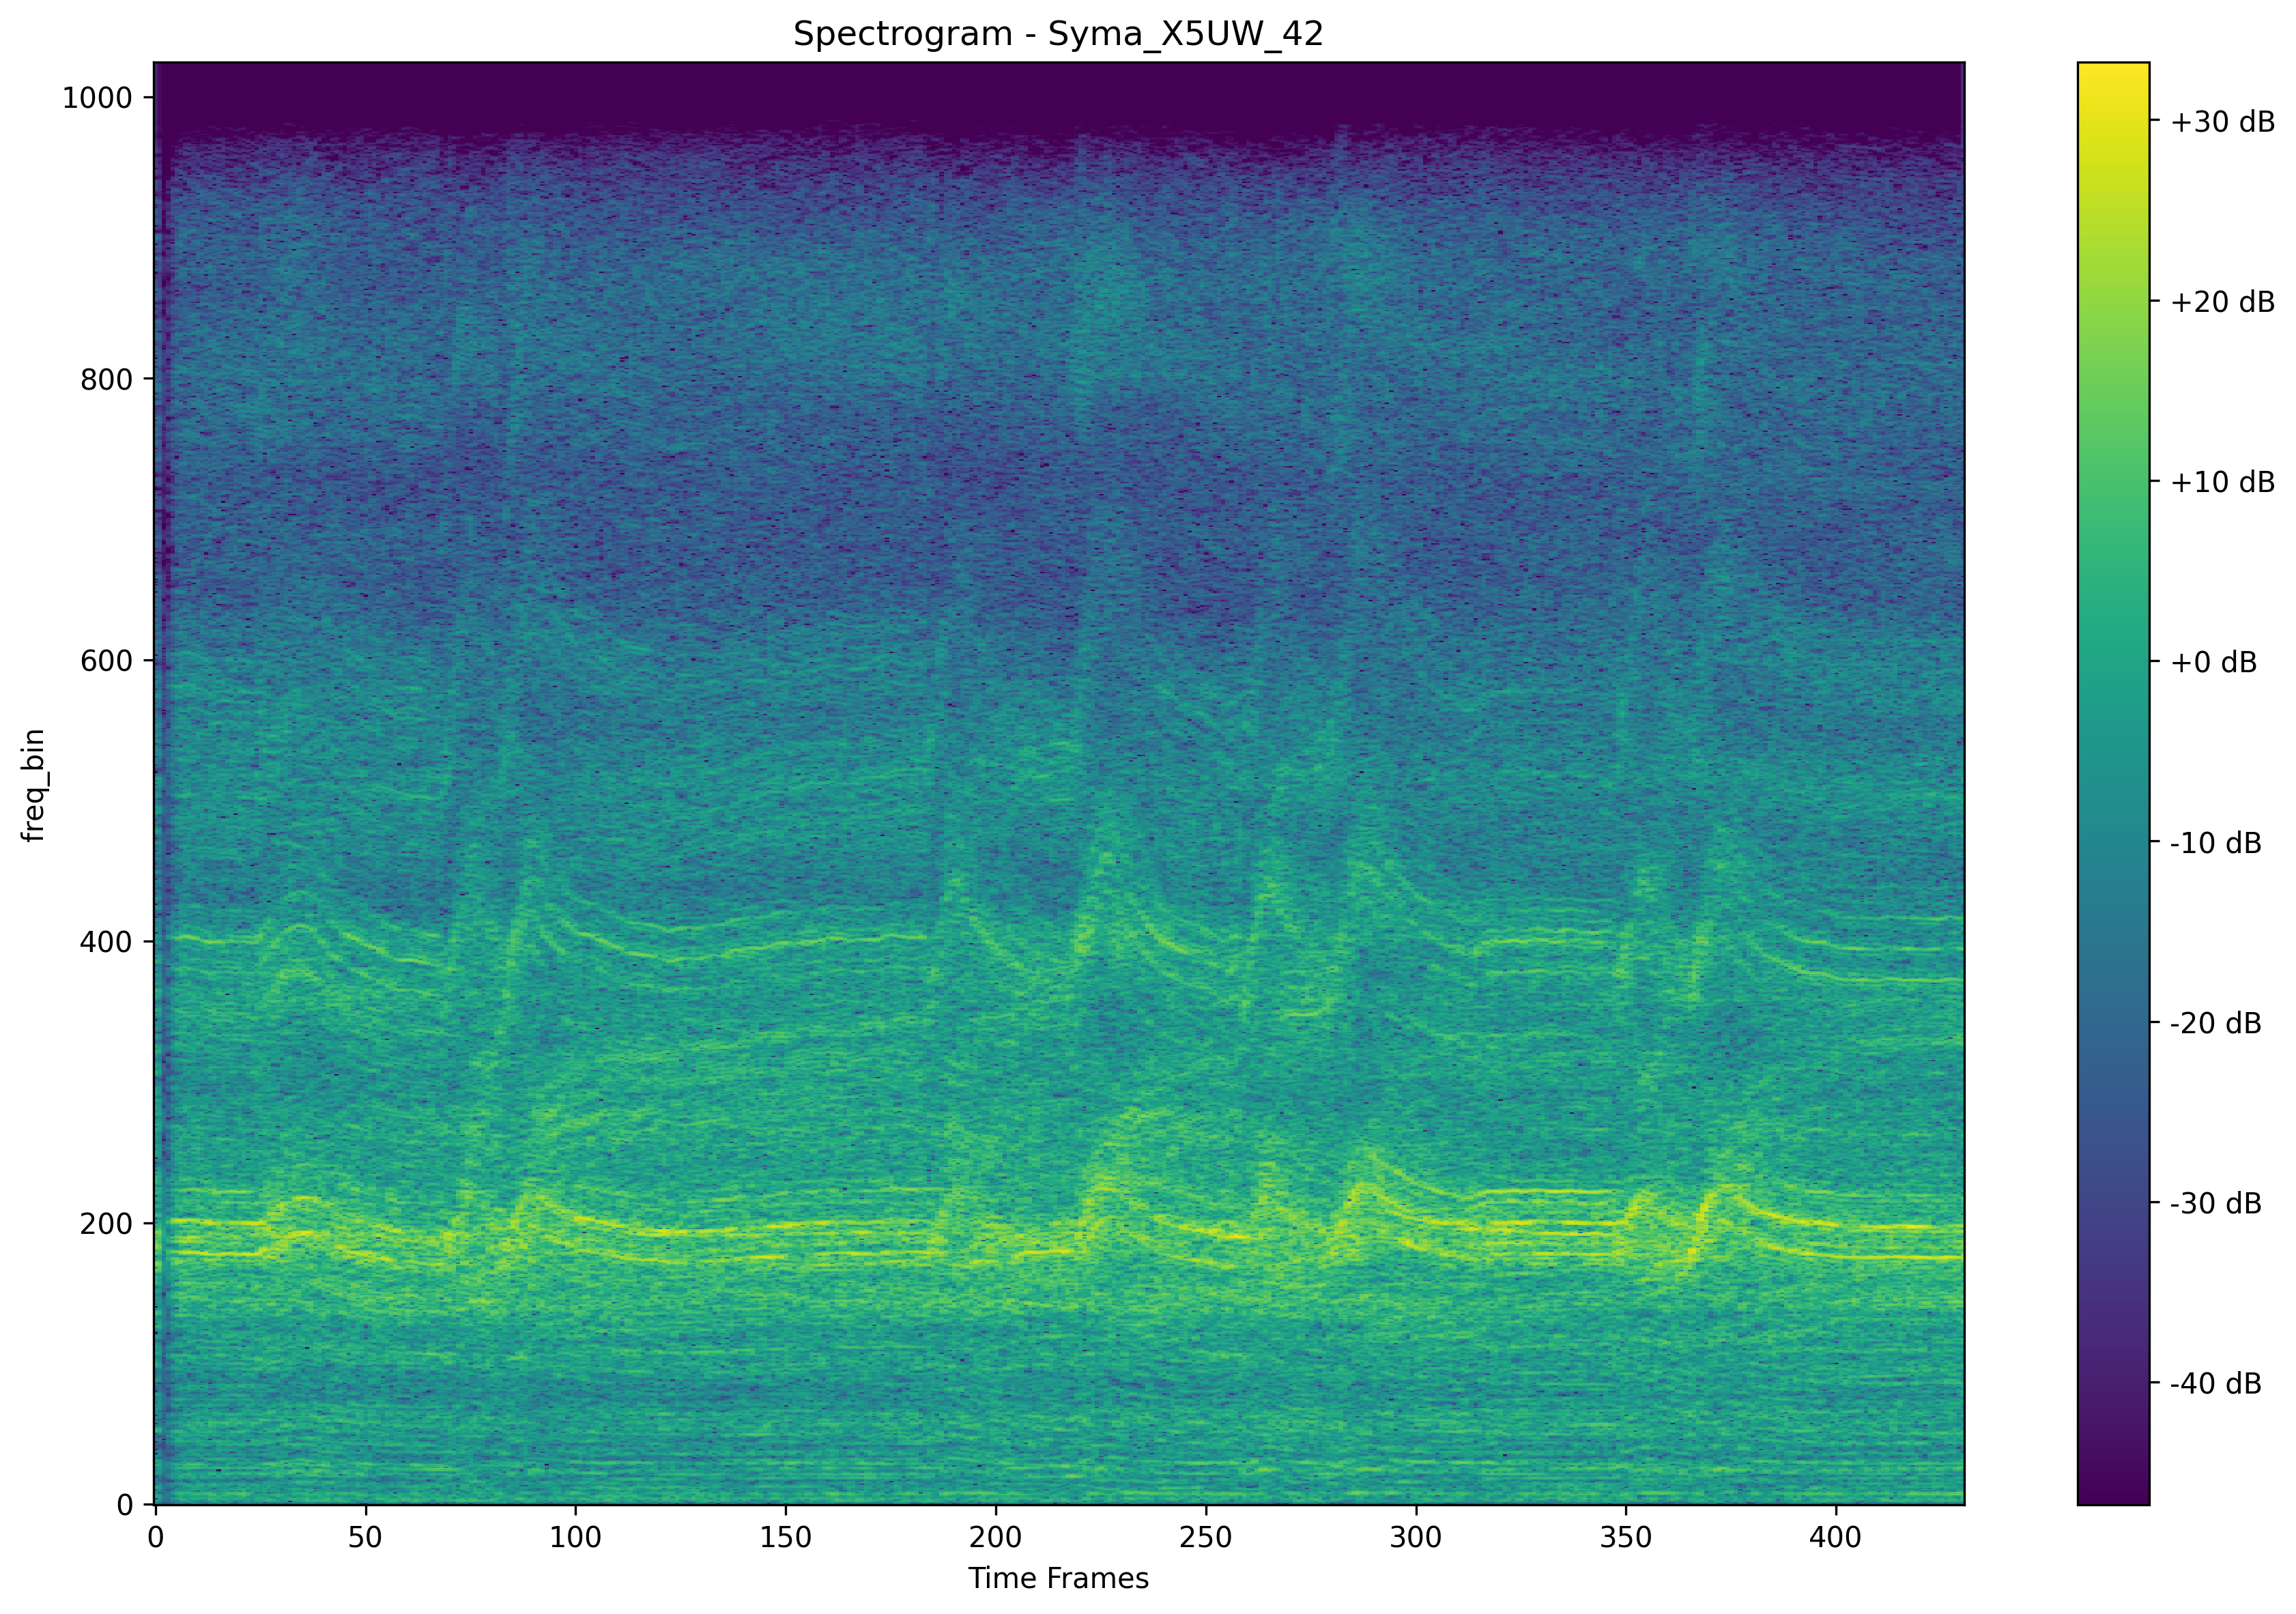 Spectrogram - Syma_X5UW_42
freq_bin
1000
800
600
400
200
0
0 50 100 150 200 250 300 350 400
Time Frames
+30 dB
+20 dB
+10 dB
+0 dB
-10 dB
-20 dB
-30 dB
-40 dB